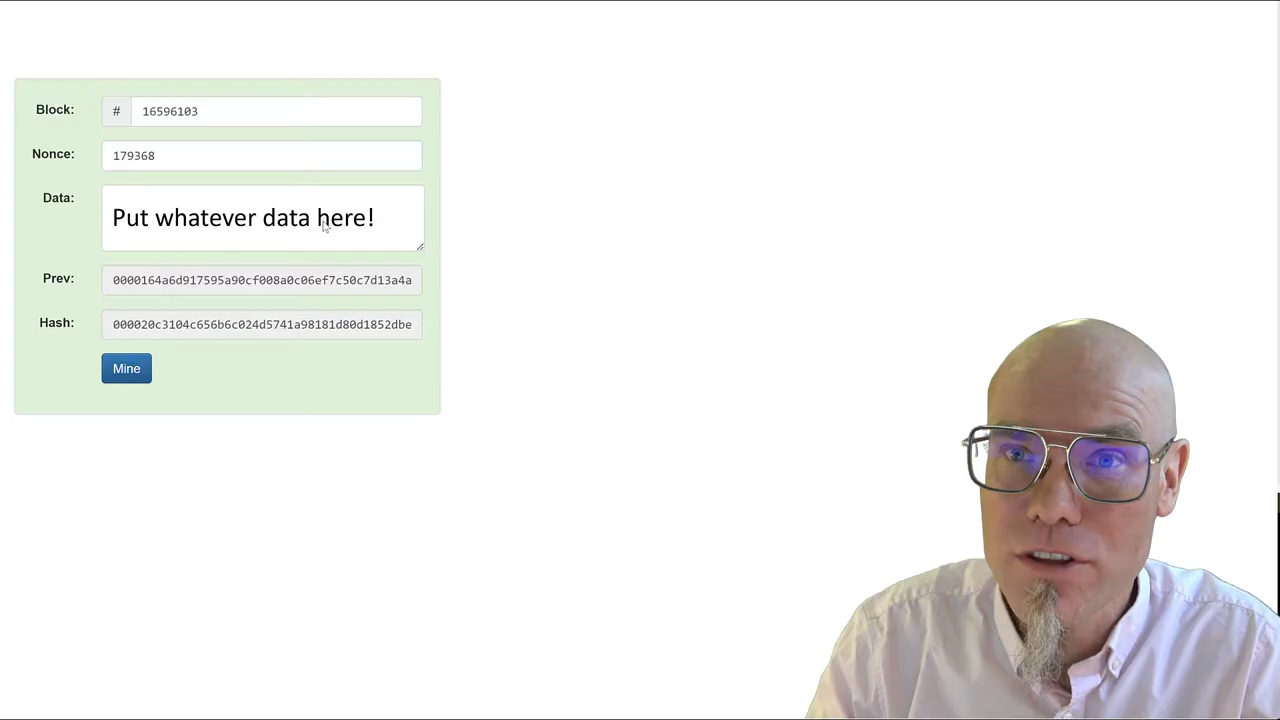 Block: # 16596103
Nonce: 179368
Data: Put whatever data here!
Prev: 0000164a6d917595a90cf008a0c06ef7c50c7d13a4a
Hash: 000020c3104c656b6c024d5741a98181d80d1852dbe
Mine